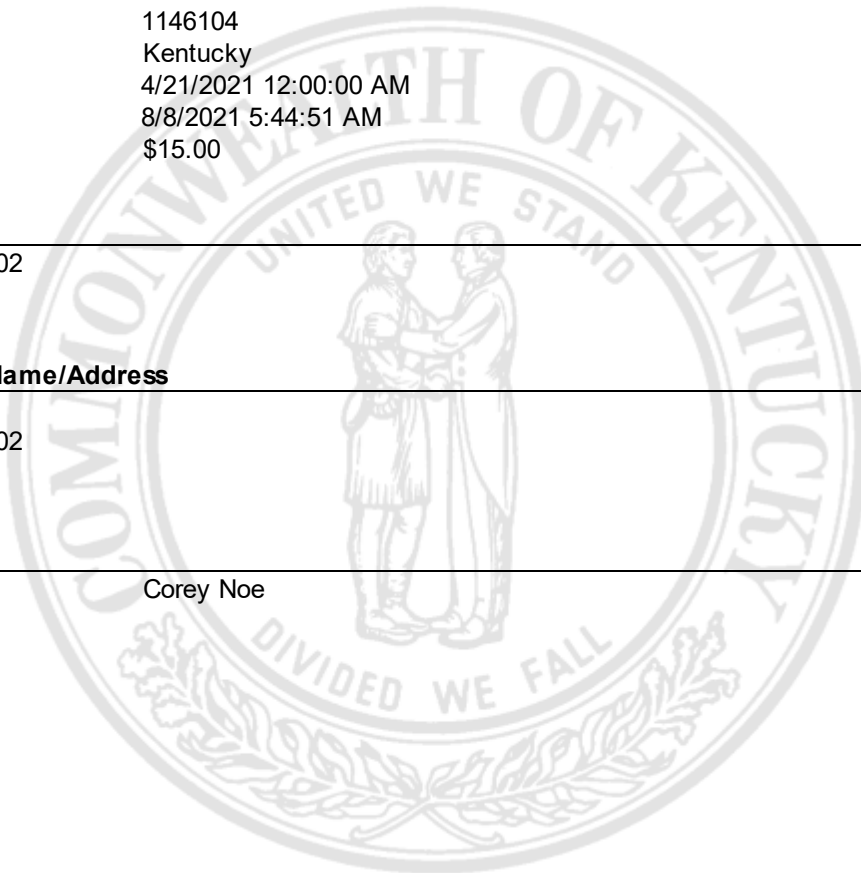 1146104
Kentucky
4/21/2021 12:00:00 AM
8/8/2021 5:44:51 AM
$15.00
02
Name/Address
02
Corey Noe
COMMONWEALTH OF KENTUCKY
UNITED WE STAND
DIVIDED WE FALL